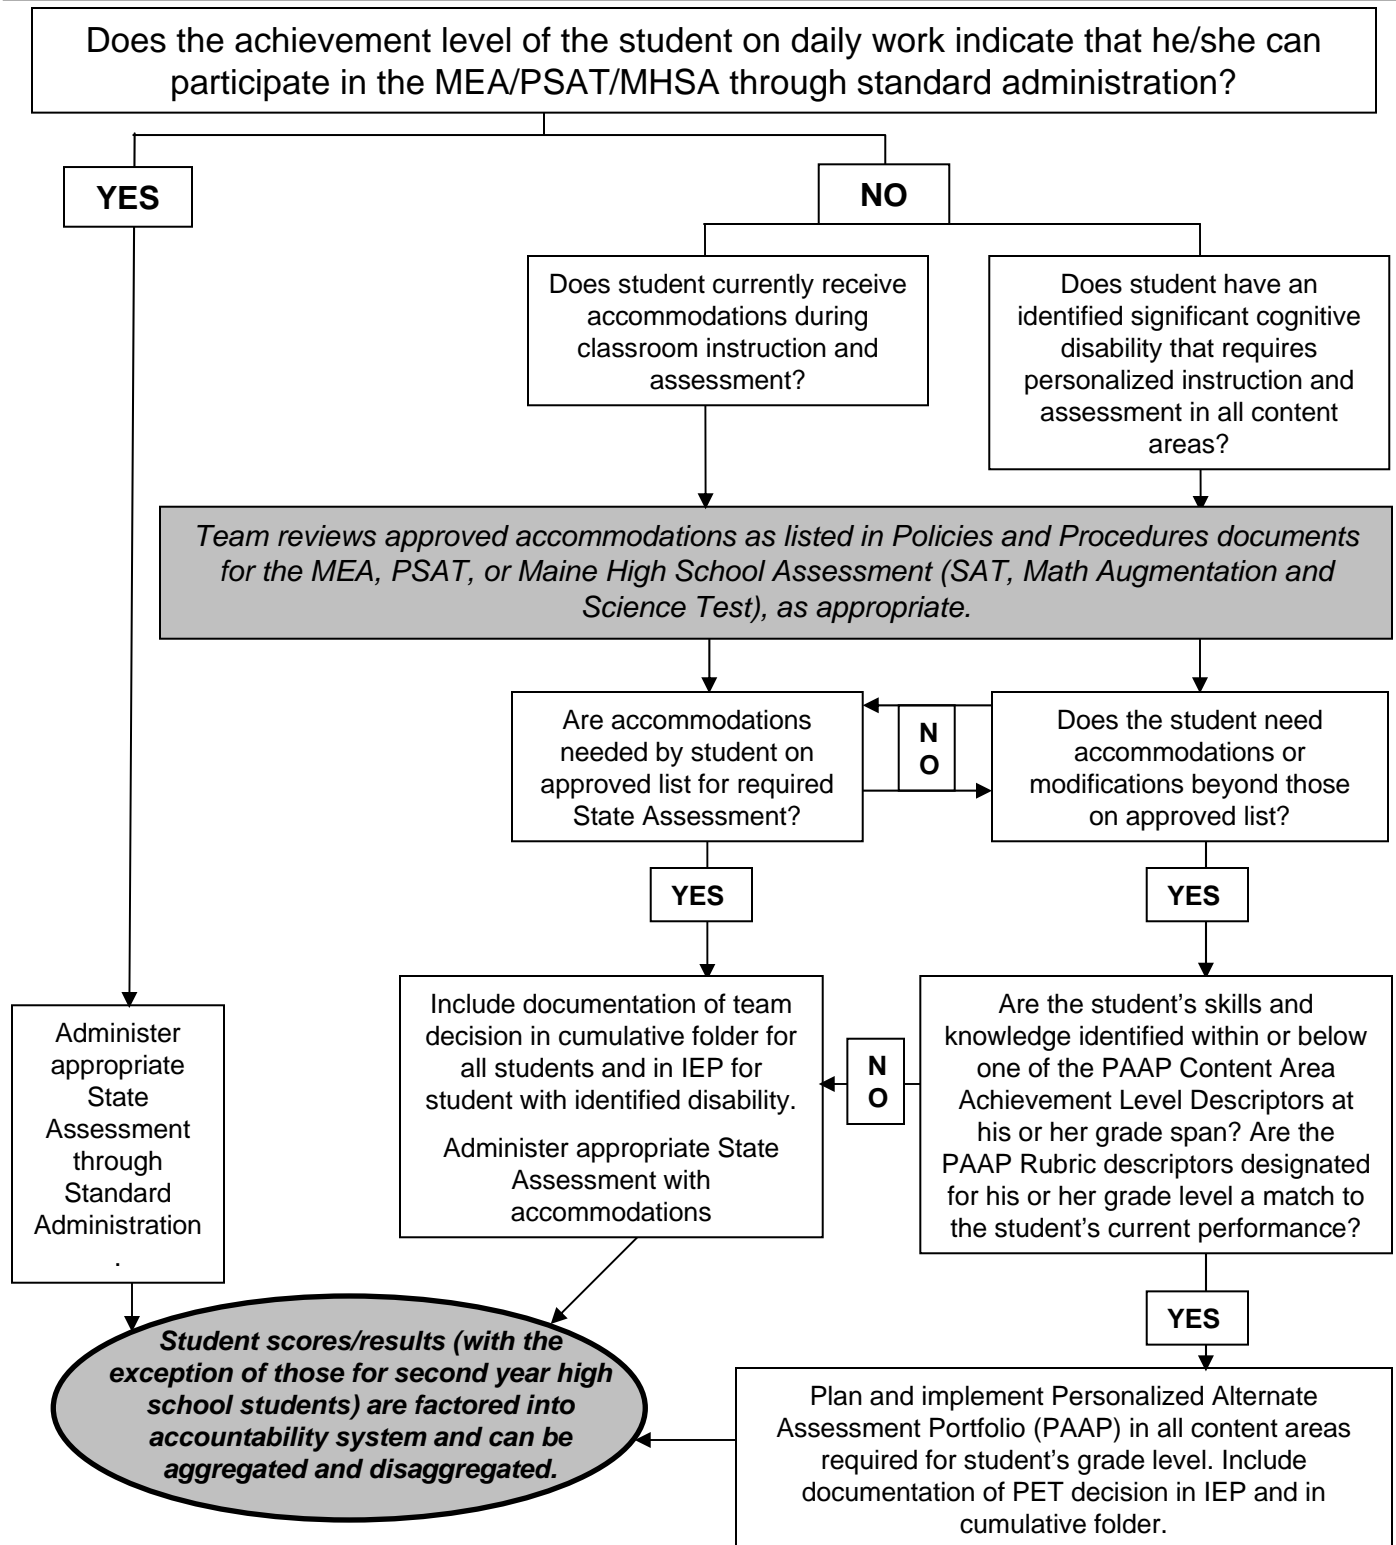 Does the achievement level of the student on daily work indicate that he/she can
participate in the MEA/PSAT/MHSA through standard administration?
YES
NO
Does student currently receive
accommodations during
classroom instruction and
assessment?
Does student have an
identified significant cognitive
disability that requires
personalized instruction and
assessment in all content
areas?
Team reviews approved accommodations as listed in Policies and Procedures documents
for the MEA, PSAT, or Maine High School Assessment (SAT, Math Augmentation and
Science Test), as appropriate.
Are accommodations
needed by student on
approved list for required
State Assessment?
N
O
Does the student need
accommodations or
modifications beyond those
on approved list?
YES
YES
Administer
appropriate
State
Assessment
through
Standard
Administration
.
Include documentation of team
decision in cumulative folder for
all students and in IEP for
student with identified disability.
Administer appropriate State
Assessment with
accommodations
N
O
Are the student’s skills and
knowledge identified within or below
one of the PAAP Content Area
Achievement Level Descriptors at
his or her grade span? Are the
PAAP Rubric descriptors designated
for his or her grade level a match to
the student’s current performance?
YES
Student scores/results (with the
exception of those for second year high
school students) are factored into
accountability system and can be
aggregated and disaggregated.
Plan and implement Personalized Alternate
Assessment Portfolio (PAAP) in all content areas
required for student’s grade level. Include
documentation of PET decision in IEP and in
cumulative folder.